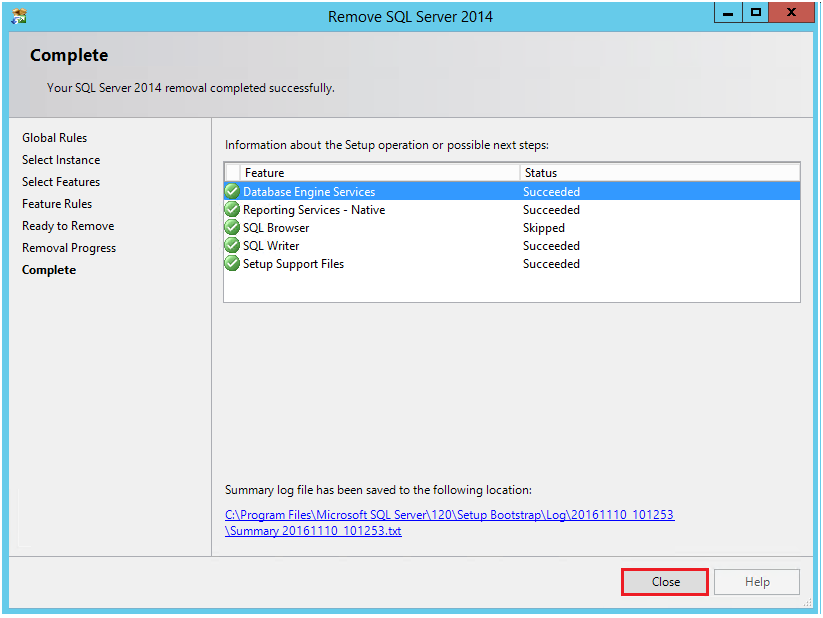 Remove SQL Server 2014
Complete
Your SQL Server 2014 removal completed successfully.
Global Rules
Select Instance
Select Features
Feature Rules
Ready to Remove
Removal Progress
Complete
Information about the Setup operation or possible next steps:
Feature Status
Database Engine Services Succeeded
Reporting Services - Native Succeeded
SQL Browser Skipped
SQL Writer Succeeded
Setup Support Files Succeeded
Summary log file has been saved to the following location:
C:\Program Files\Microsoft SQL Server\120\Setup Bootstrap\Log\20161110_101253
\Summary 20161110_101253.txt
Close Help